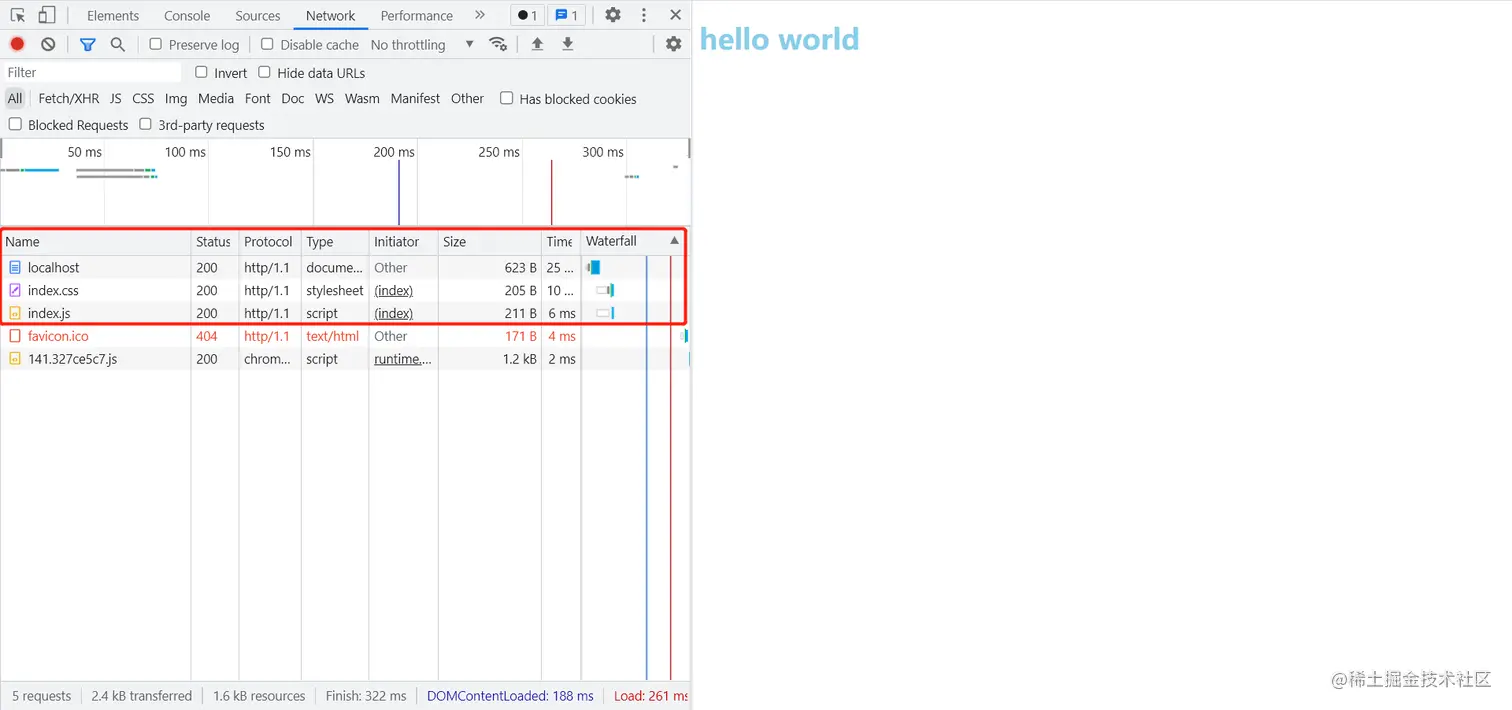 Elements Console Sources Network Performance 1 1
Preserve log Disable cache No throttling
Filter Invert Hide data URLs
All Fetch/XHR JS CSS Img Media Font Doc WS Wasm Manifest Other Has blocked cookies
Blocked Requests 3rd-party requests
50 ms 100 ms 150 ms 200 ms 250 ms 300 ms
Name Status Protocol Type Initiator Size Time Waterfall
localhost 200 http/1.1 docume... Other 623 B 25 ...
index.css 200 http/1.1 stylesheet (index) 205 B 10 ...
index.js 200 http/1.1 script (index) 211 B 6 ms
favicon.ico 404 http/1.1 text/html Other 171 B 4 ms
141.327ce5c7.js 200 chrom... script runtime.... 1.2 kB 2 ms
5 requests 2.4 kB transferred 1.6 kB resources Finish: 322 ms DOMContentLoaded: 188 ms Load: 261 ms
hello world
@稀土掘金技术社区